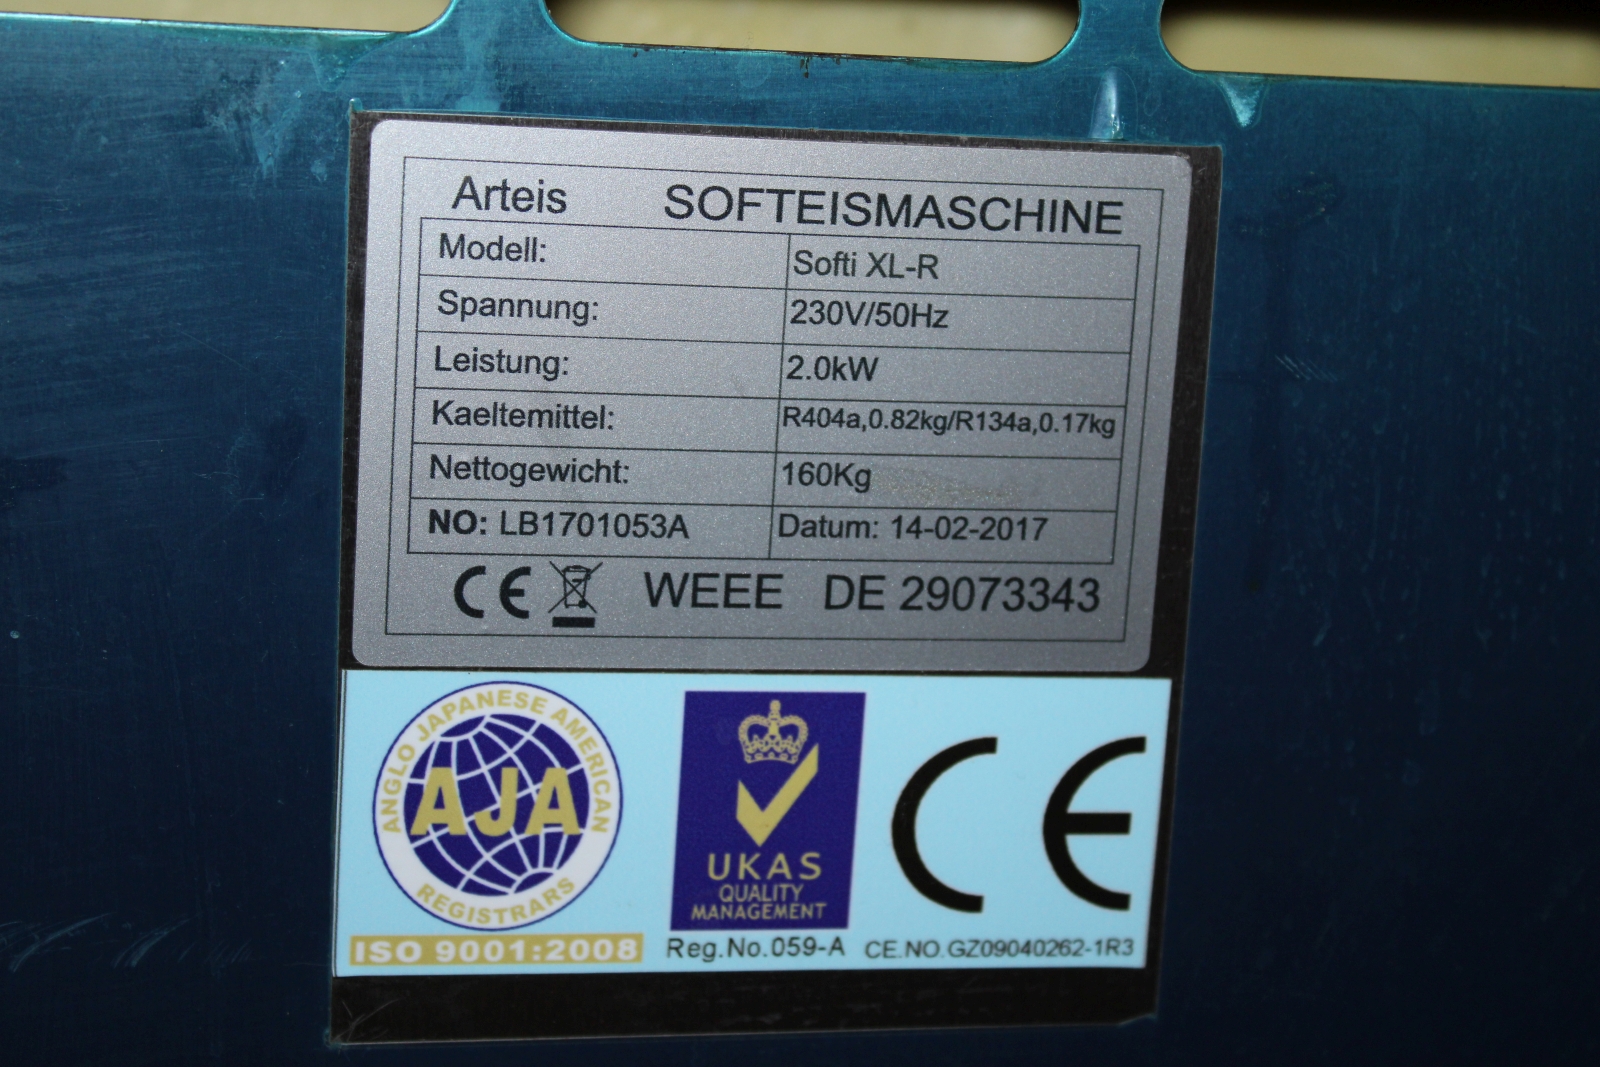 Arteis SOFTEISMASCHINE
Modell: Softi XL-R
Spannung: 230V/50Hz
Leistung: 2.0kW
Kaeltemittel: R404a,0.82kg/R134a,0.17kg
Nettogewicht: 160Kg
NO: LB1701053A Datum: 14-02-2017
CE WEEE DE 29073343
ANGLO JAPANESE AMERICAN
AJA
REGISTRARS
ISO 9001:2008
UKAS
QUALITY
MANAGEMENT
Reg.No.059-A
CE
CE.NO.GZ09040262-1R3